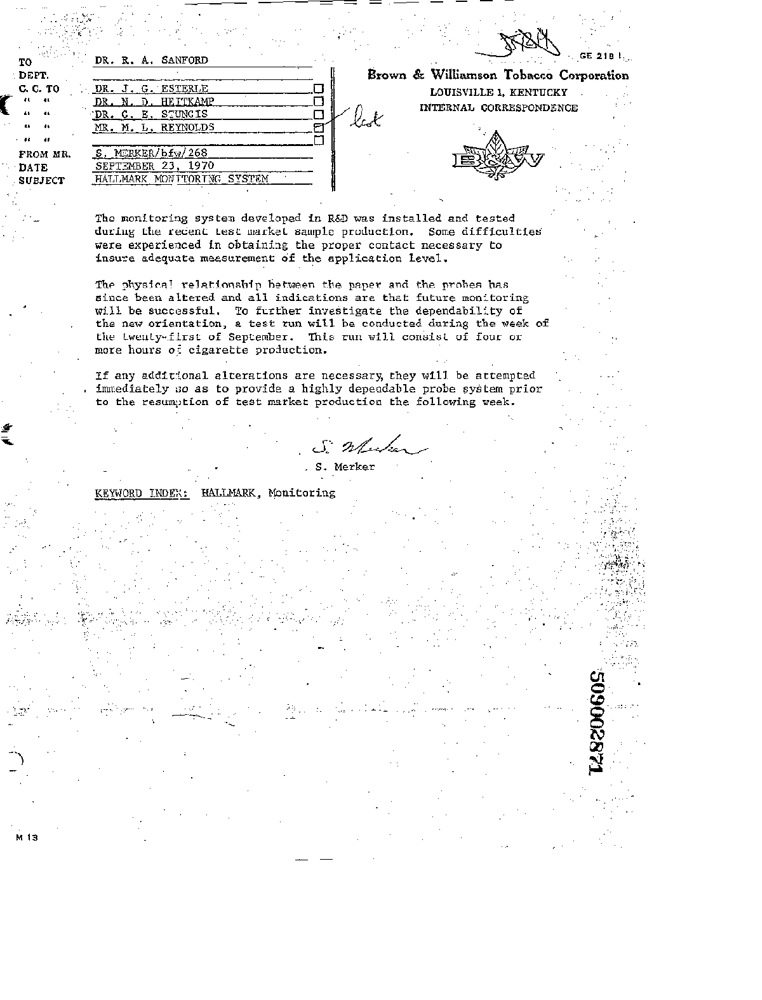 GE 218 I
TO DR. R. A. SANFORD
DEPT.
C. C. TO DR. J. G. ESTERLE
" " DR. N. D. HEITKAMP
" " DR. C. E. STUNGIS
" " MR. M. L. REYNOLDS
" "
FROM MR. S. MERKER/bfw/268
DATE SEPTEMBER 23, 1970
SUBJECT HALLMARK MONITORING SYSTEM
Brown & Williamson Tobacco Corporation
LOUISVILLE 1, KENTUCKY
INTERNAL CORRESPONDENCE
B&W
The monitoring system developed in R&D was installed and tested
during the recent test market sample production. Some difficulties
were experienced in obtaining the proper contact necessary to
insure adequate measurement of the application level.
The physical relationship between the paper and the probes has
since been altered and all indications are that future monitoring
will be successful. To further investigate the dependability of
the new orientation, a test run will be conducted during the week of
the twenty-first of September. This run will consist of four or
more hours of cigarette production.
If any additional alterations are necessary, they will be attempted
immediately so as to provide a highly dependable probe system prior
to the resumption of test market production the following week.
S. Merker
S. Merker
KEYWORD INDEX: HALLMARK, Monitoring
509002871
M 13